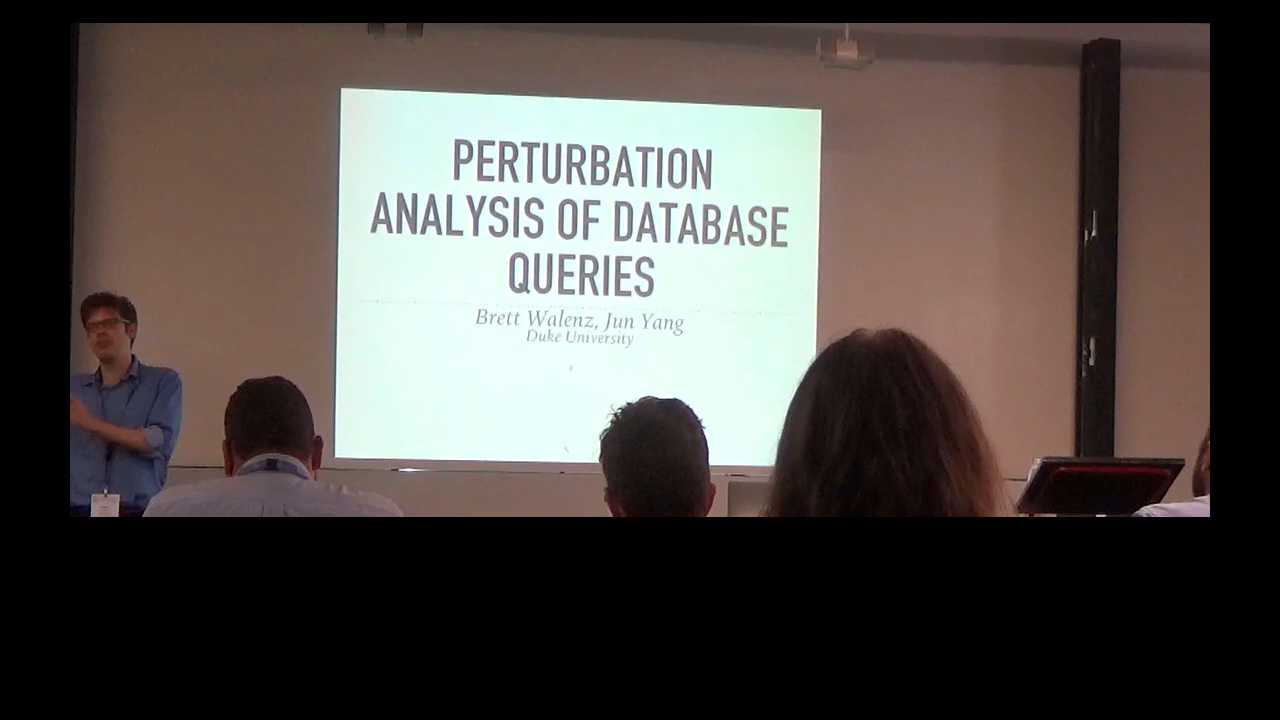 PERTURBATION
ANALYSIS OF DATABASE
QUERIES
Brett Walenz, Jun Yang
Duke University